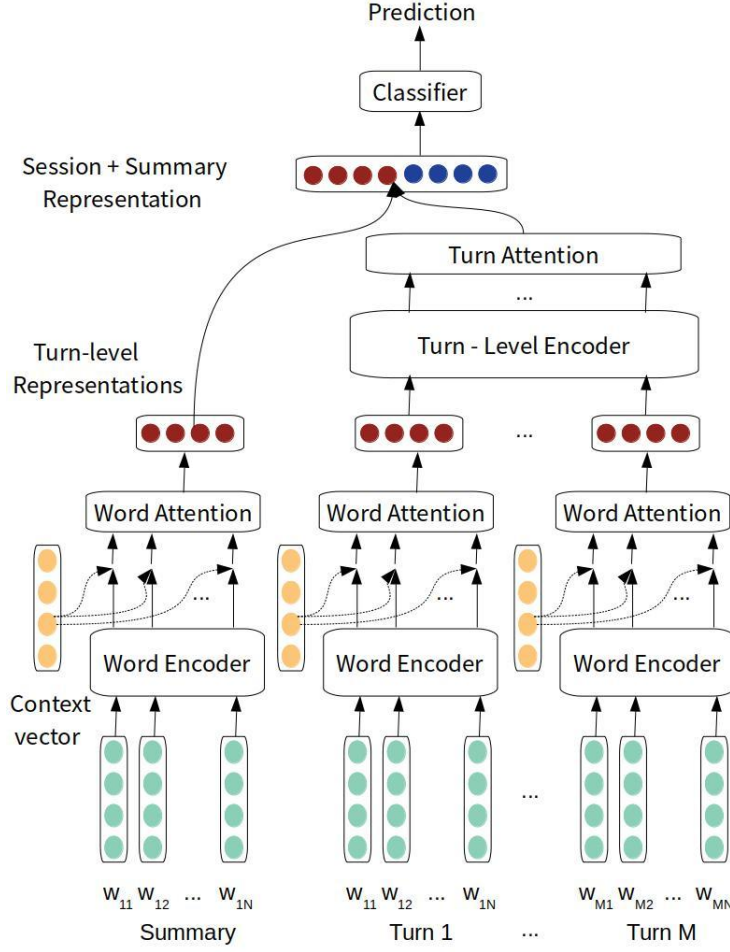 Prediction
Classifier
Session + Summary
Representation
Turn Attention
...
Turn - Level Encoder
Turn-level
Representations
...
Word Attention Word Attention Word Attention
... ... ...
Word Encoder Word Encoder Word Encoder
Context
vector
...
w11 w12 ... w1N w11 w12 ... w1N wM1 wM2 ... wMN
Summary Turn 1 ... Turn M